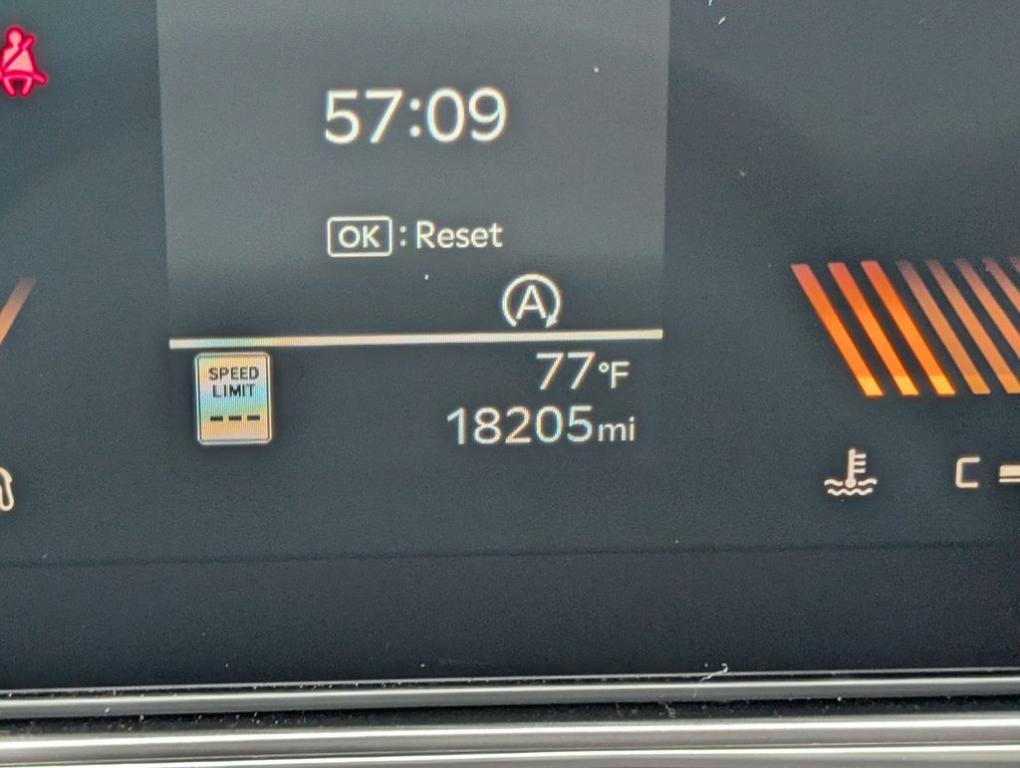 57:09
OK : Reset
A
SPEED
LIMIT
---
77°F
18205mi
C